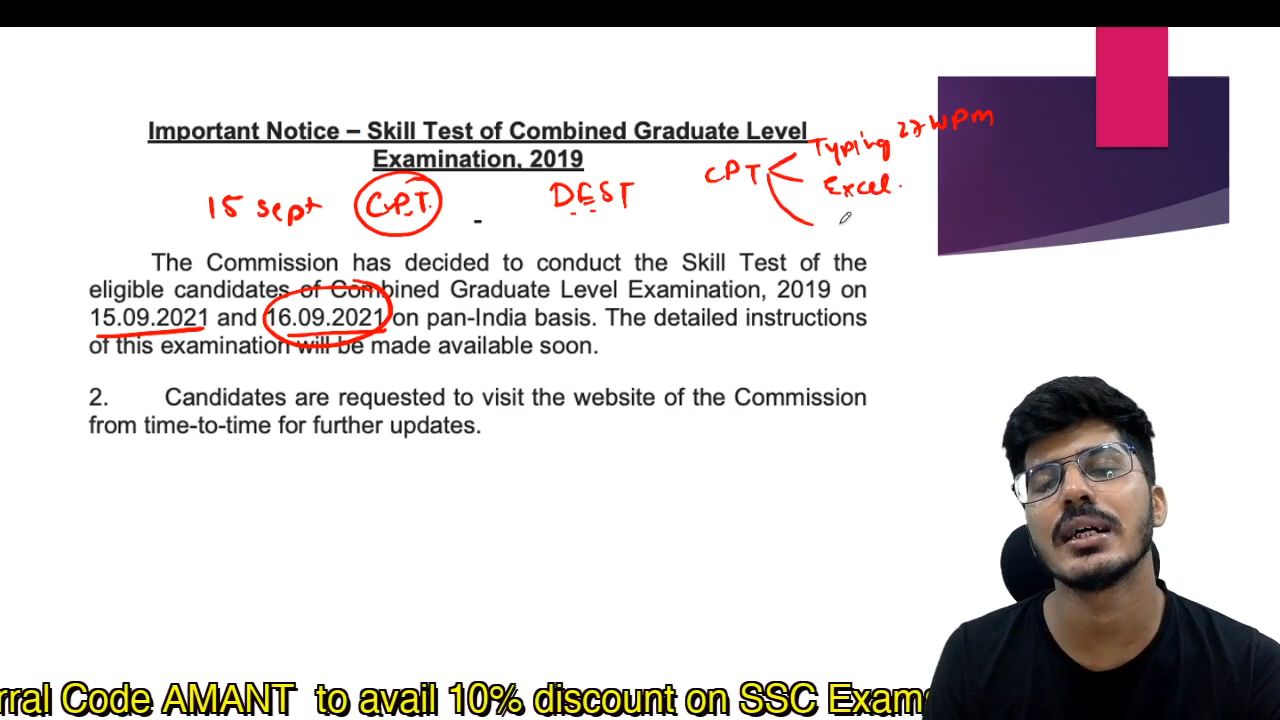 Important Notice – Skill Test of Combined Graduate Level
Examination, 2019
CPT
Typing 27 WPM
Excel.
15 Sept
CPT
DEST
The Commission has decided to conduct the Skill Test of the
eligible candidates of Combined Graduate Level Examination, 2019 on
15.09.2021 and 16.09.2021 on pan-India basis. The detailed instructions
of this examination will be made available soon.
2. Candidates are requested to visit the website of the Commission
from time-to-time for further updates.
rral Code AMANT to avail 10% discount on SSC Exam